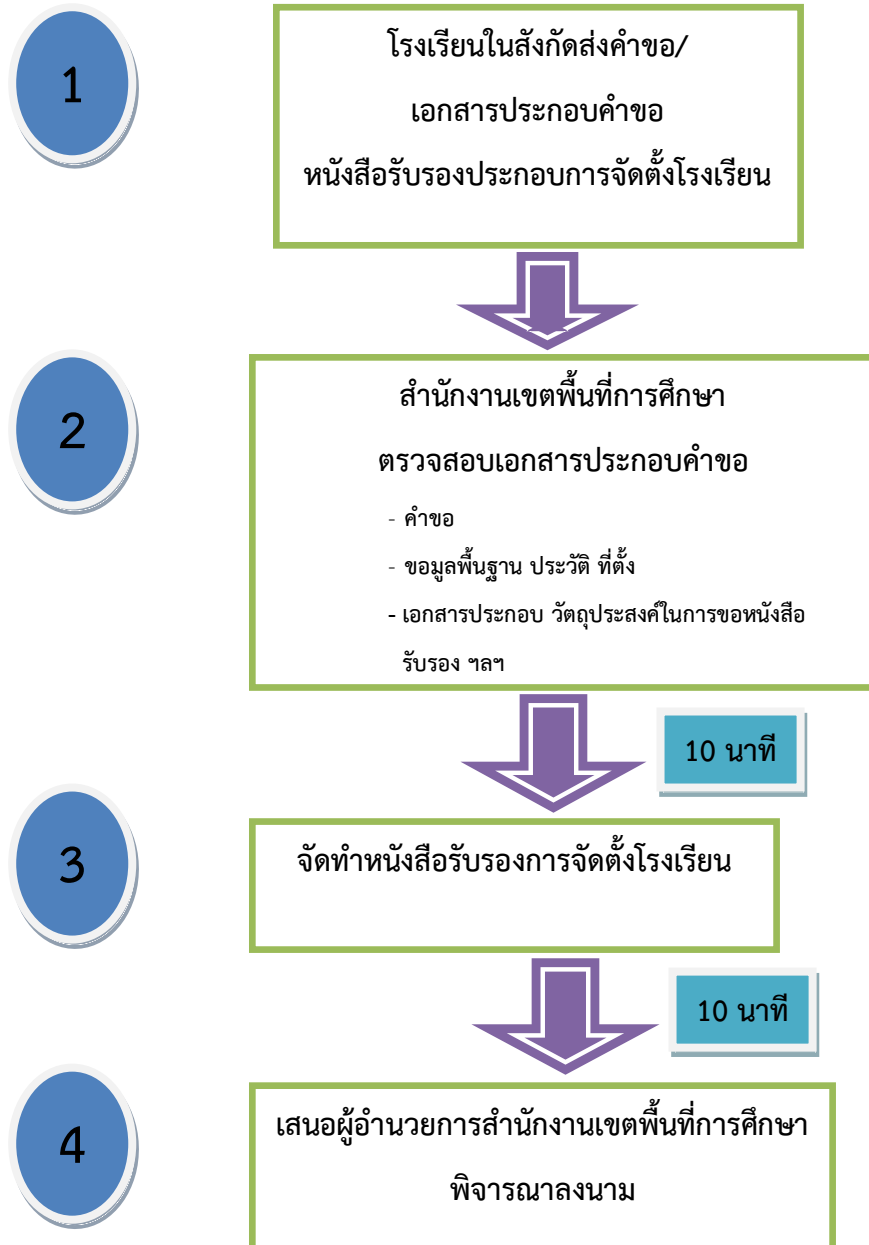 1
โรงเรียนในสังกัดส่งคำขอ/
เอกสารประกอบคำขอ
หนังสือรับรองประกอบการจัดตั้งโรงเรียน
2
สำนักงานเขตพื้นที่การศึกษา
ตรวจสอบเอกสารประกอบคำขอ
- คำขอ
- ขอมูลพื้นฐาน ประวัติ ที่ตั้ง
- เอกสารประกอบ วัตถุประสงค์ในการขอหนังสือ
รับรอง ฯลฯ
10 นาที
3
จัดทำหนังสือรับรองการจัดตั้งโรงเรียน
10 นาที
4
เสนอผู้อำนวยการสำนักงานเขตพื้นที่การศึกษา
พิจารณาลงนาม